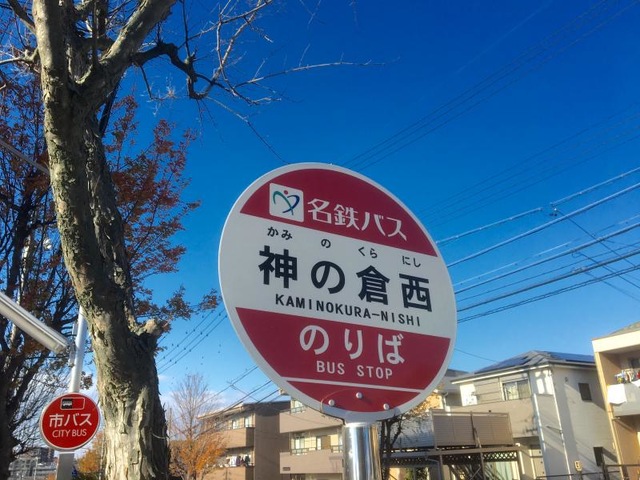 名鉄バス
かみ の くら にし
神の倉西
KAMINOKURA-NISHI
のりば
BUS STOP
市バス
CITY BUS